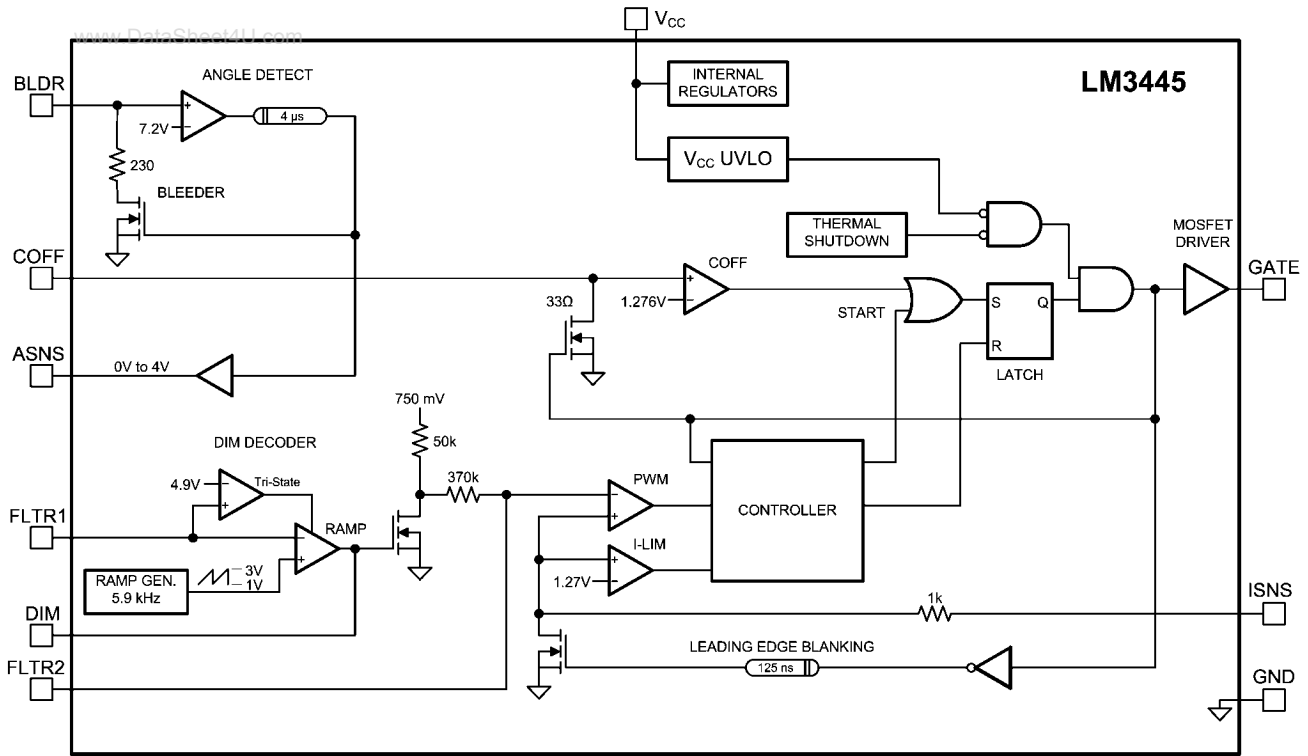 www.DataSheet4U.com
VCC
LM3445
BLDR
ANGLE DETECT
INTERNAL
REGULATORS
+
4 µs
7.2V
−
230
VCC UVLO
BLEEDER
THERMAL
SHUTDOWN
MOSFET
DRIVER
COFF
COFF
GATE
+
1.276V
−
33Ω
START
S
Q
R
LATCH
ASNS
0V to 4V
750 mV
50k
DIM DECODER
370k
PWM
4.9V
−
Tri-State
+
−
+
CONTROLLER
FLTR1
RAMP
−
+
I-LIM
+
1.27V
−
RAMP GEN.
5.9 kHz
3V
1V
DIM
1k
ISNS
LEADING EDGE BLANKING
125 ns
FLTR2
GND